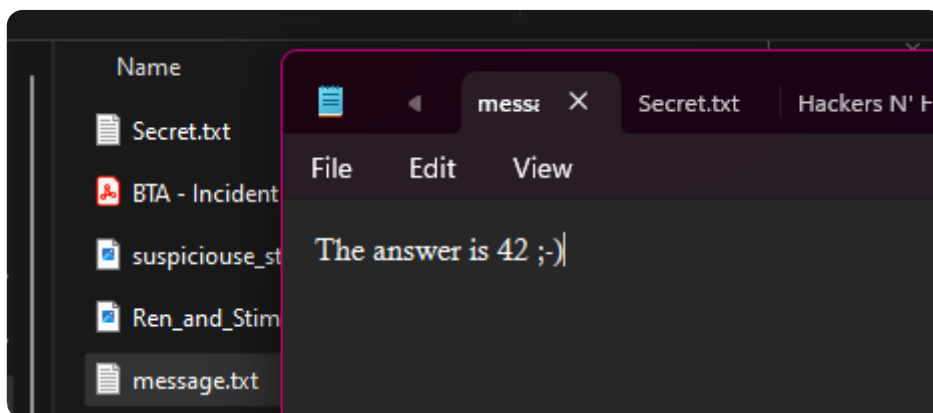 Name
Secret.txt
BTA - Incident
suspiciouse_st
Ren_and_Stim
message.txt
messa Secret.txt Hackers N' H
File Edit View
The answer is 42 ;-)